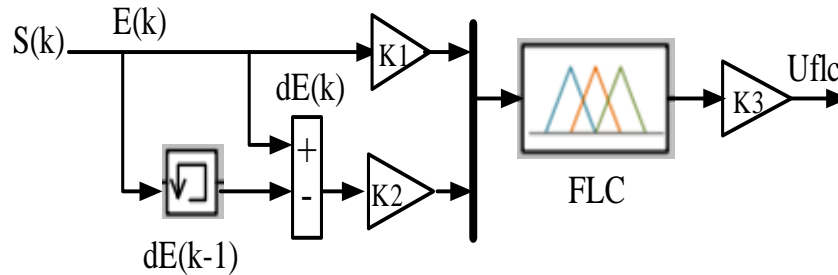 S(k)
E(k)
K1
dE(k)
+
-
K2
dE(k-1)
FLC
K3
Uflc